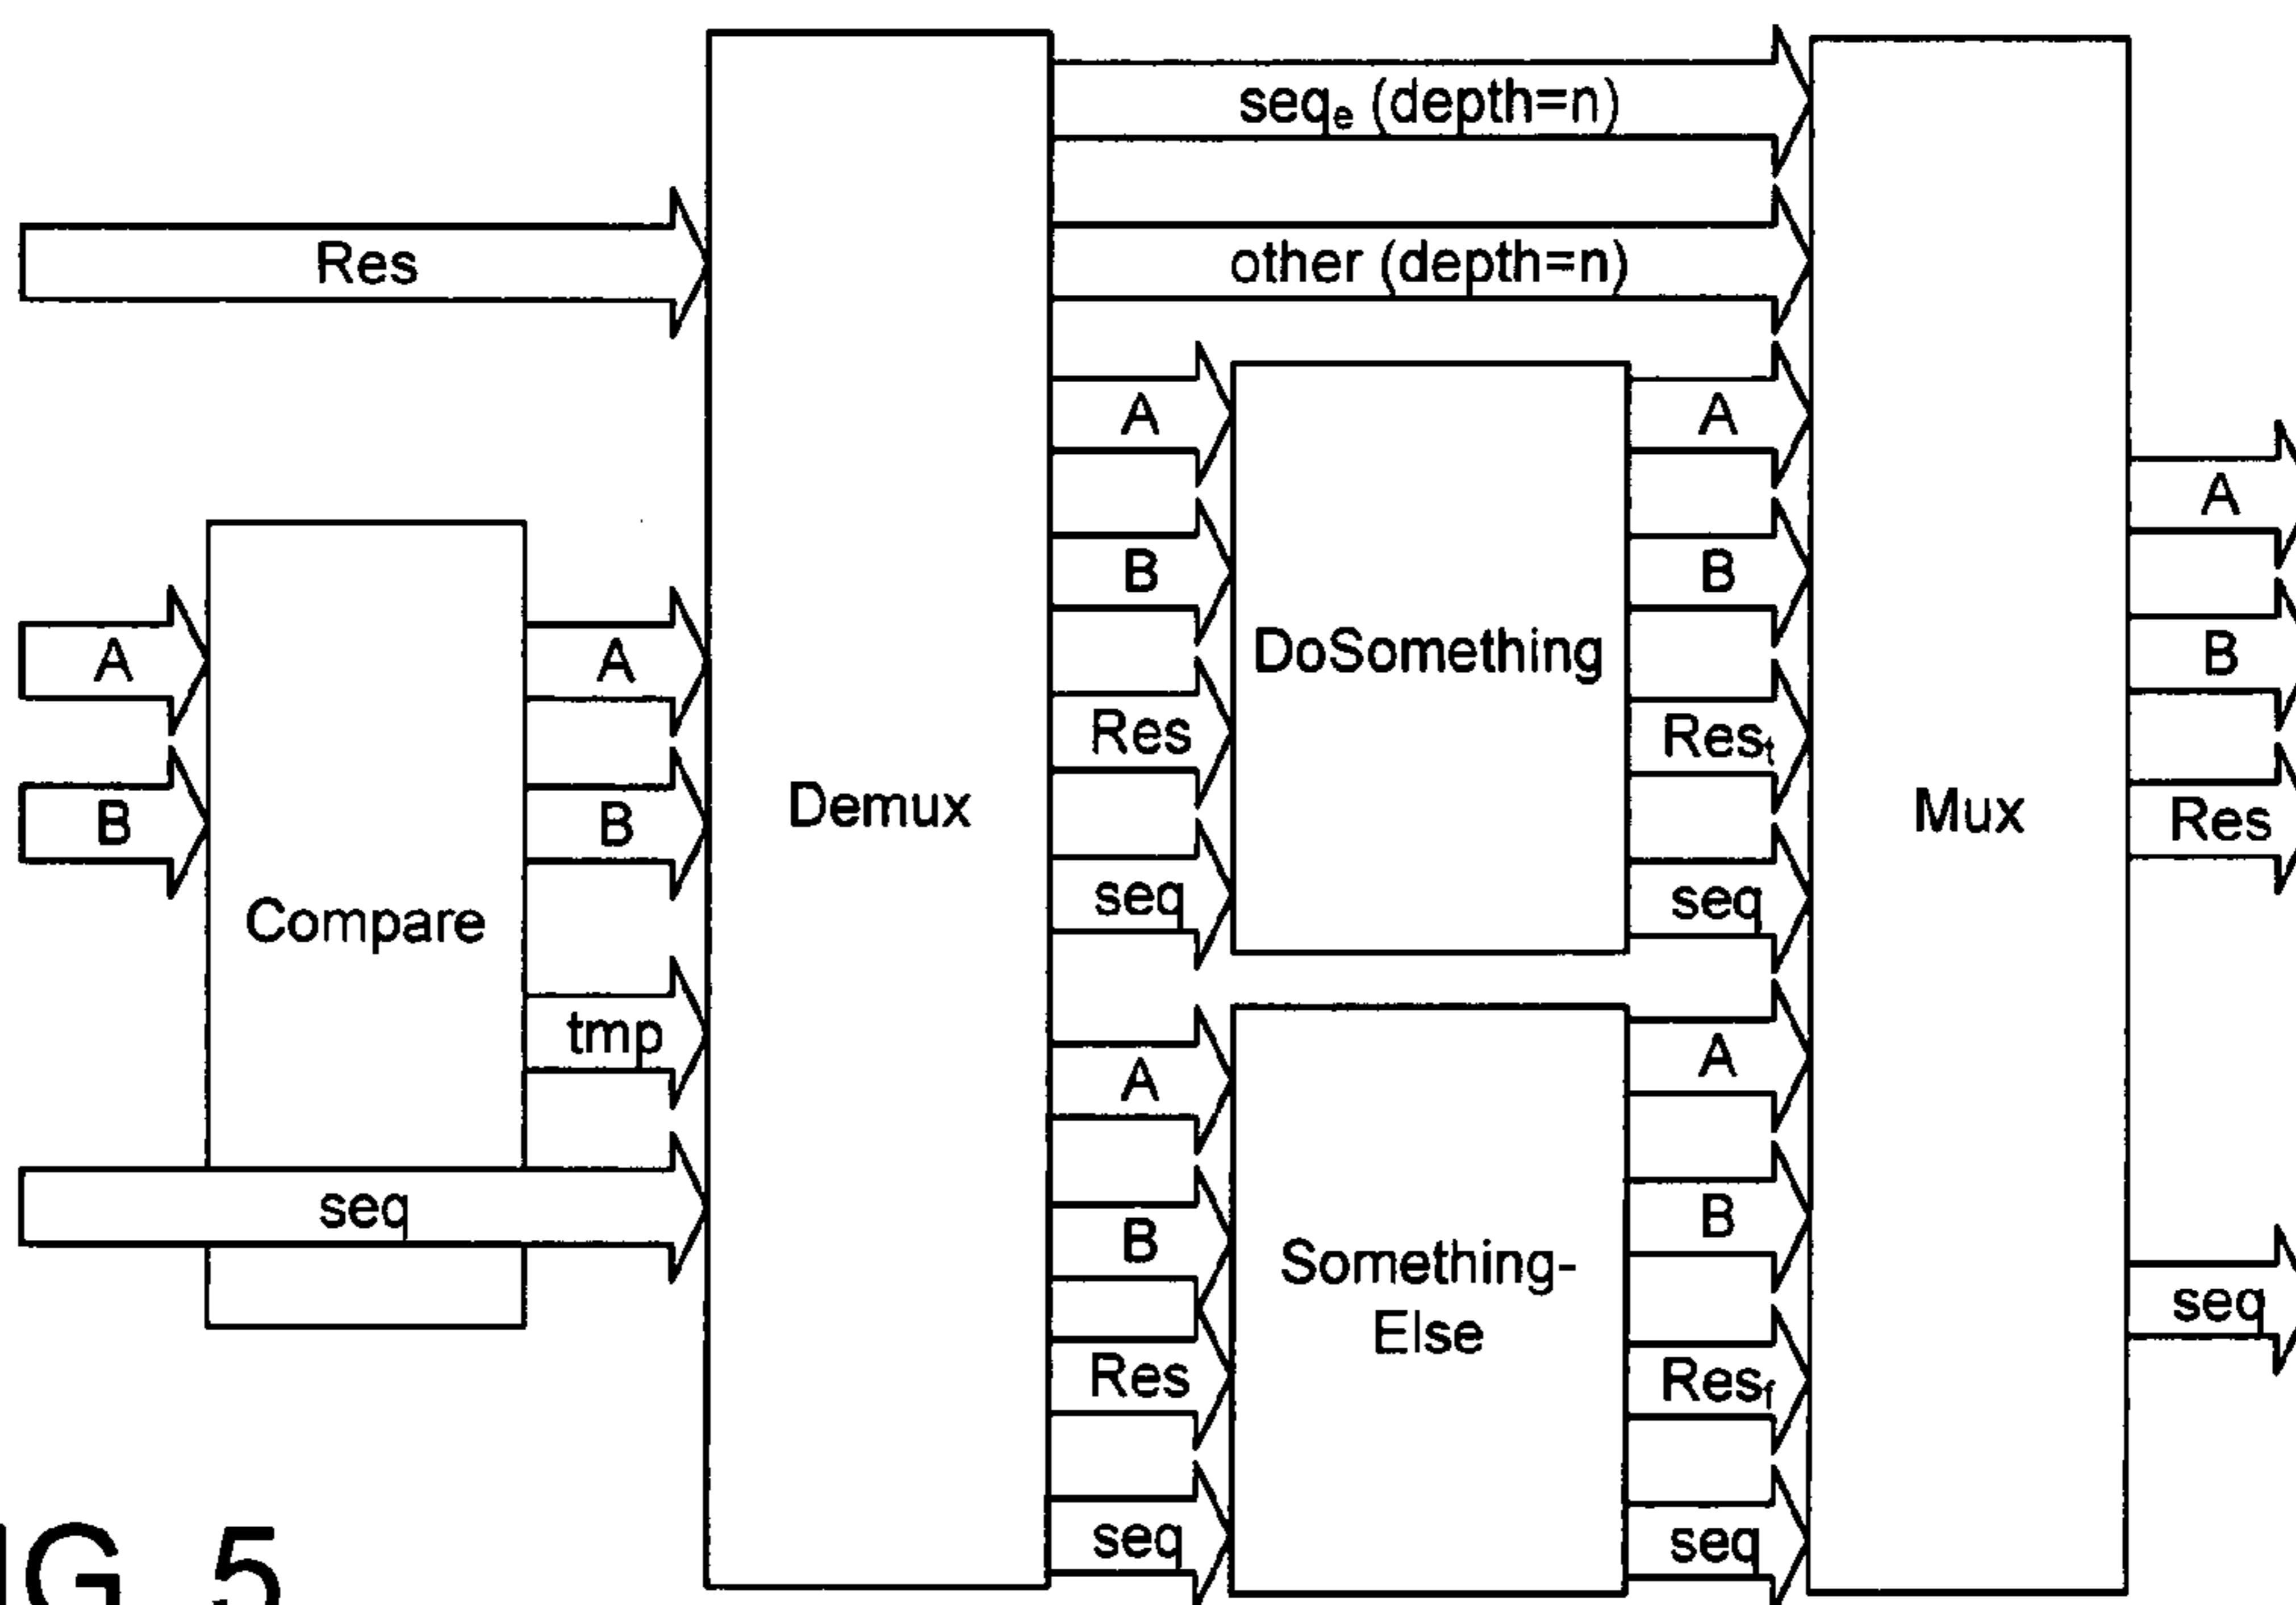 seqe (depth=n)
Res
other (depth=n)
A
A
A
B
B
A
A
B
DoSomething
B
Res
Rest
Res
B
B
Demux
Mux
seq
seq
Compare
tmp
A
A
seq
B
B
Something-
Else
seq
Res
Resf
seq
seq
IG. 5